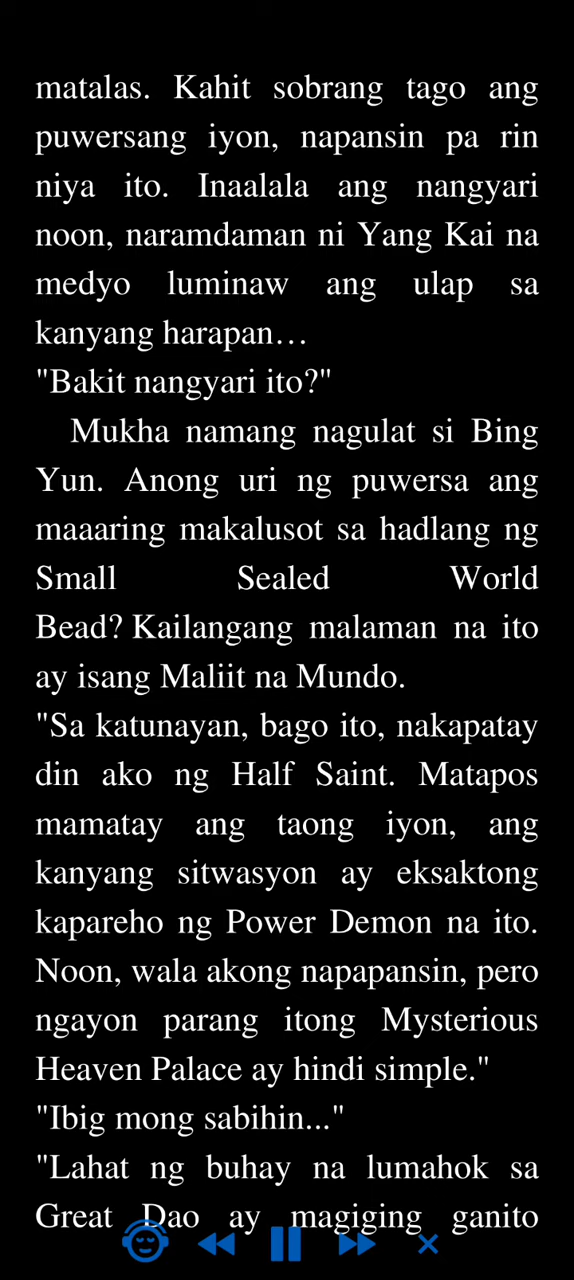 matalas. Kahit sobrang tago ang
puwersang iyon, napansin pa rin
niya ito. Inaalala ang nangyari
noon, naramdaman ni Yang Kai na
medyo luminaw ang ulap sa
kanyang harapan…
"Bakit nangyari ito?"
Mukha namang nagulat si Bing
Yun. Anong uri ng puwersa ang
maaaring makalusot sa hadlang ng
Small Sealed World
Bead? Kailangang malaman na ito
ay isang Maliit na Mundo.
"Sa katunayan, bago ito, nakapatay
din ako ng Half Saint. Matapos
mamatay ang taong iyon, ang
kanyang sitwasyon ay eksaktong
kapareho ng Power Demon na ito.
Noon, wala akong napapansin, pero
ngayon parang itong Mysterious
Heaven Palace ay hindi simple."
"Ibig mong sabihin..."
"Lahat ng buhay na lumahok sa
Great Dao ay magiging ganito